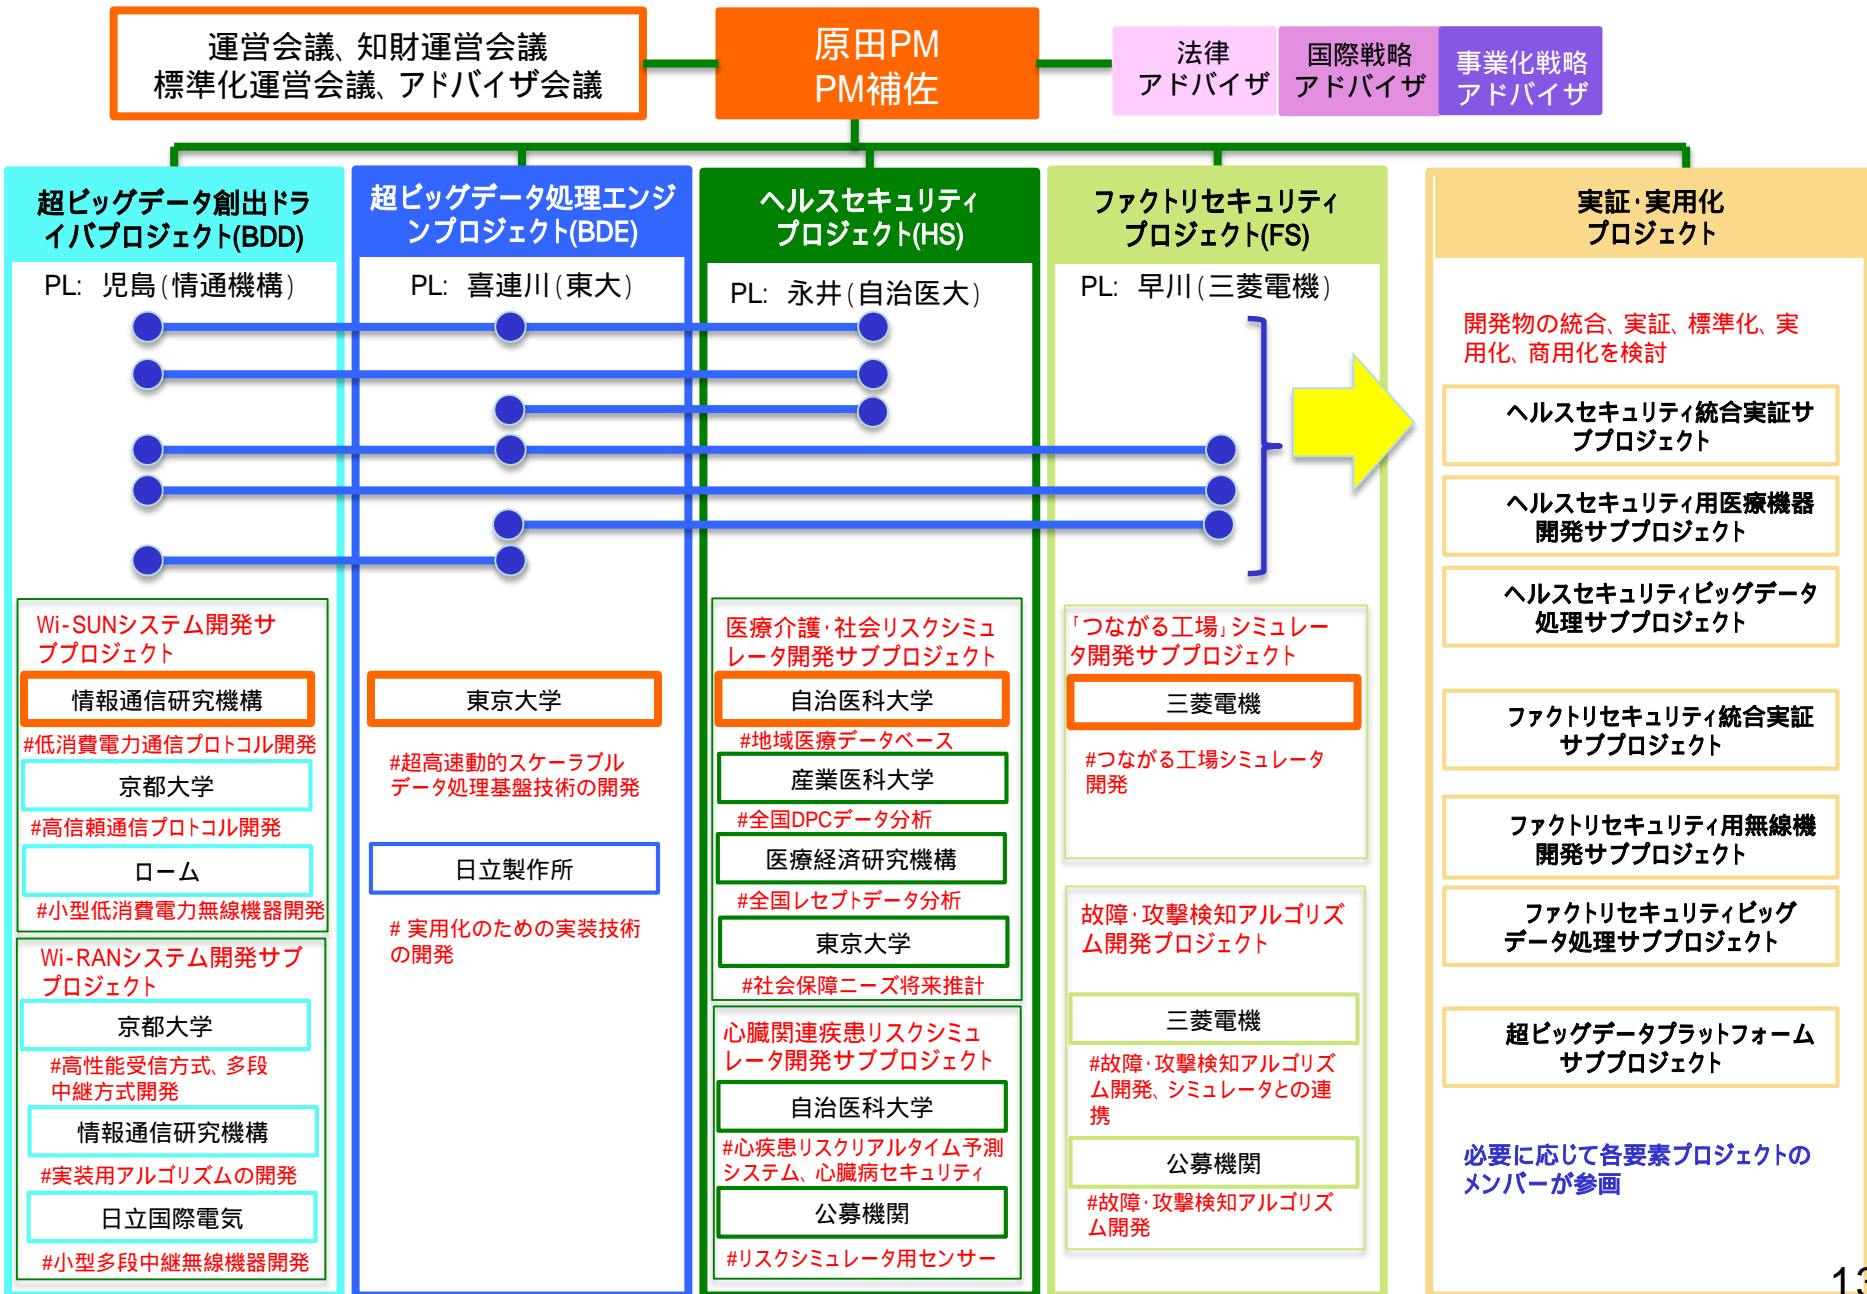 運営会議、知財運営会議
標準化運営会議、アドバイザ会議
原田PM
PM補佐
法律
アドバイザ
国際戦略
アドバイザ
事業化戦略
アドバイザ
超ビッグデータ創出ドラ
イバプロジェクト(BDD)
PL: 児島(情通機構)
超ビッグデータ処理エンジ
ンプロジェクト(BDE)
PL: 喜連川(東大)
ヘルスセキュリティ
プロジェクト(HS)
PL: 永井(自治医大)
ファクトリセキュリティ
プロジェクト(FS)
PL: 早川(三菱電機)
実証・実用化
プロジェクト
開発物の統合、実証、標準化、実
用化、商用化を検討
Wi-SUNシステム開発サ
ブプロジェクト
情報通信研究機構
#低消費電力通信プロトコル開発
京都大学
#高信頼通信プロトコル開発
ローム
#小型低消費電力無線機器開発
Wi-RANシステム開発サブ
プロジェクト
京都大学
#高性能受信方式、多段
中継方式開発
情報通信研究機構
#実装用アルゴリズムの開発
日立国際電気
#小型多段中継無線機器開発
東京大学
#超高速動的スケーラブル
データ処理基盤技術の開発
日立製作所
# 実用化のための実装技術
の開発
医療介護・社会リスクシミュ
レータ開発サブプロジェクト
自治医科大学
#地域医療データベース
産業医科大学
#全国DPCデータ分析
医療経済研究機構
#全国レセプトデータ分析
東京大学
#社会保障ニーズ将来推計
心臓関連疾患リスクシミュ
レータ開発サブプロジェクト
自治医科大学
#心疾患リスクリアルタイム予測
システム、心臓病セキュリティ
公募機関
#リスクシミュレータ用センサー
「つながる工場」シミュレー
タ開発サブプロジェクト
三菱電機
#つながる工場シミュレータ
開発
故障・攻撃検知アルゴリズ
ム開発プロジェクト
三菱電機
#故障・攻撃検知アルゴリズ
ム開発、シミュレータとの連
携
公募機関
#故障・攻撃検知アルゴリズ
ム開発
ヘルスセキュリティ統合実証サ
ブプロジェクト
ヘルスセキュリティ用医療機器
開発サブプロジェクト
ヘルスセキュリティビッグデータ
処理サブプロジェクト
ファクトリセキュリティ統合実証
サブプロジェクト
ファクトリセキュリティ用無線機
開発サブプロジェクト
ファクトリセキュリティビッグ
データ処理サブプロジェクト
超ビッグデータプラットフォーム
サブプロジェクト
必要に応じて各要素プロジェクトの
メンバーが参画
13